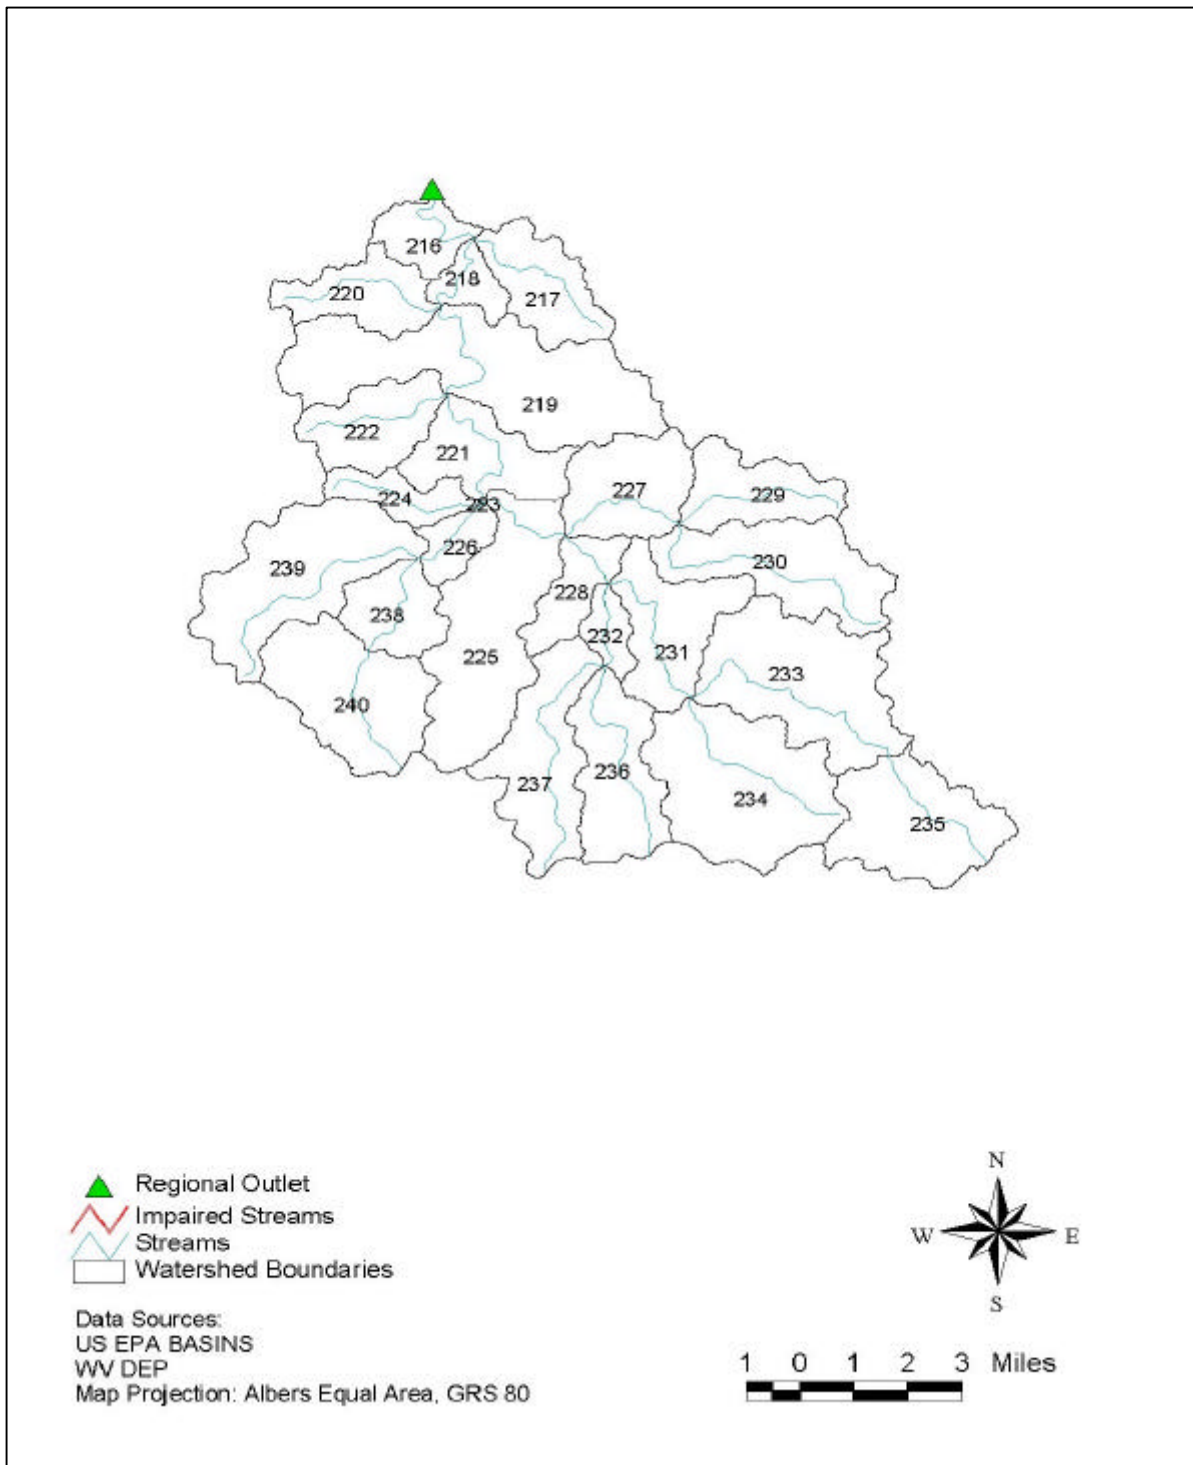 216
218
217
220
219
222
221
227
229
224
223
226
230
239
228
238
232
231
225
233
240
237
236
234
235
Regional Outlet
Impaired Streams
Streams
Watershed Boundaries
Data Sources:
US EPA BASINS
WV DEP
Map Projection: Albers Equal Area, GRS 80
N
W E
S
1 0 1 2 3 Miles